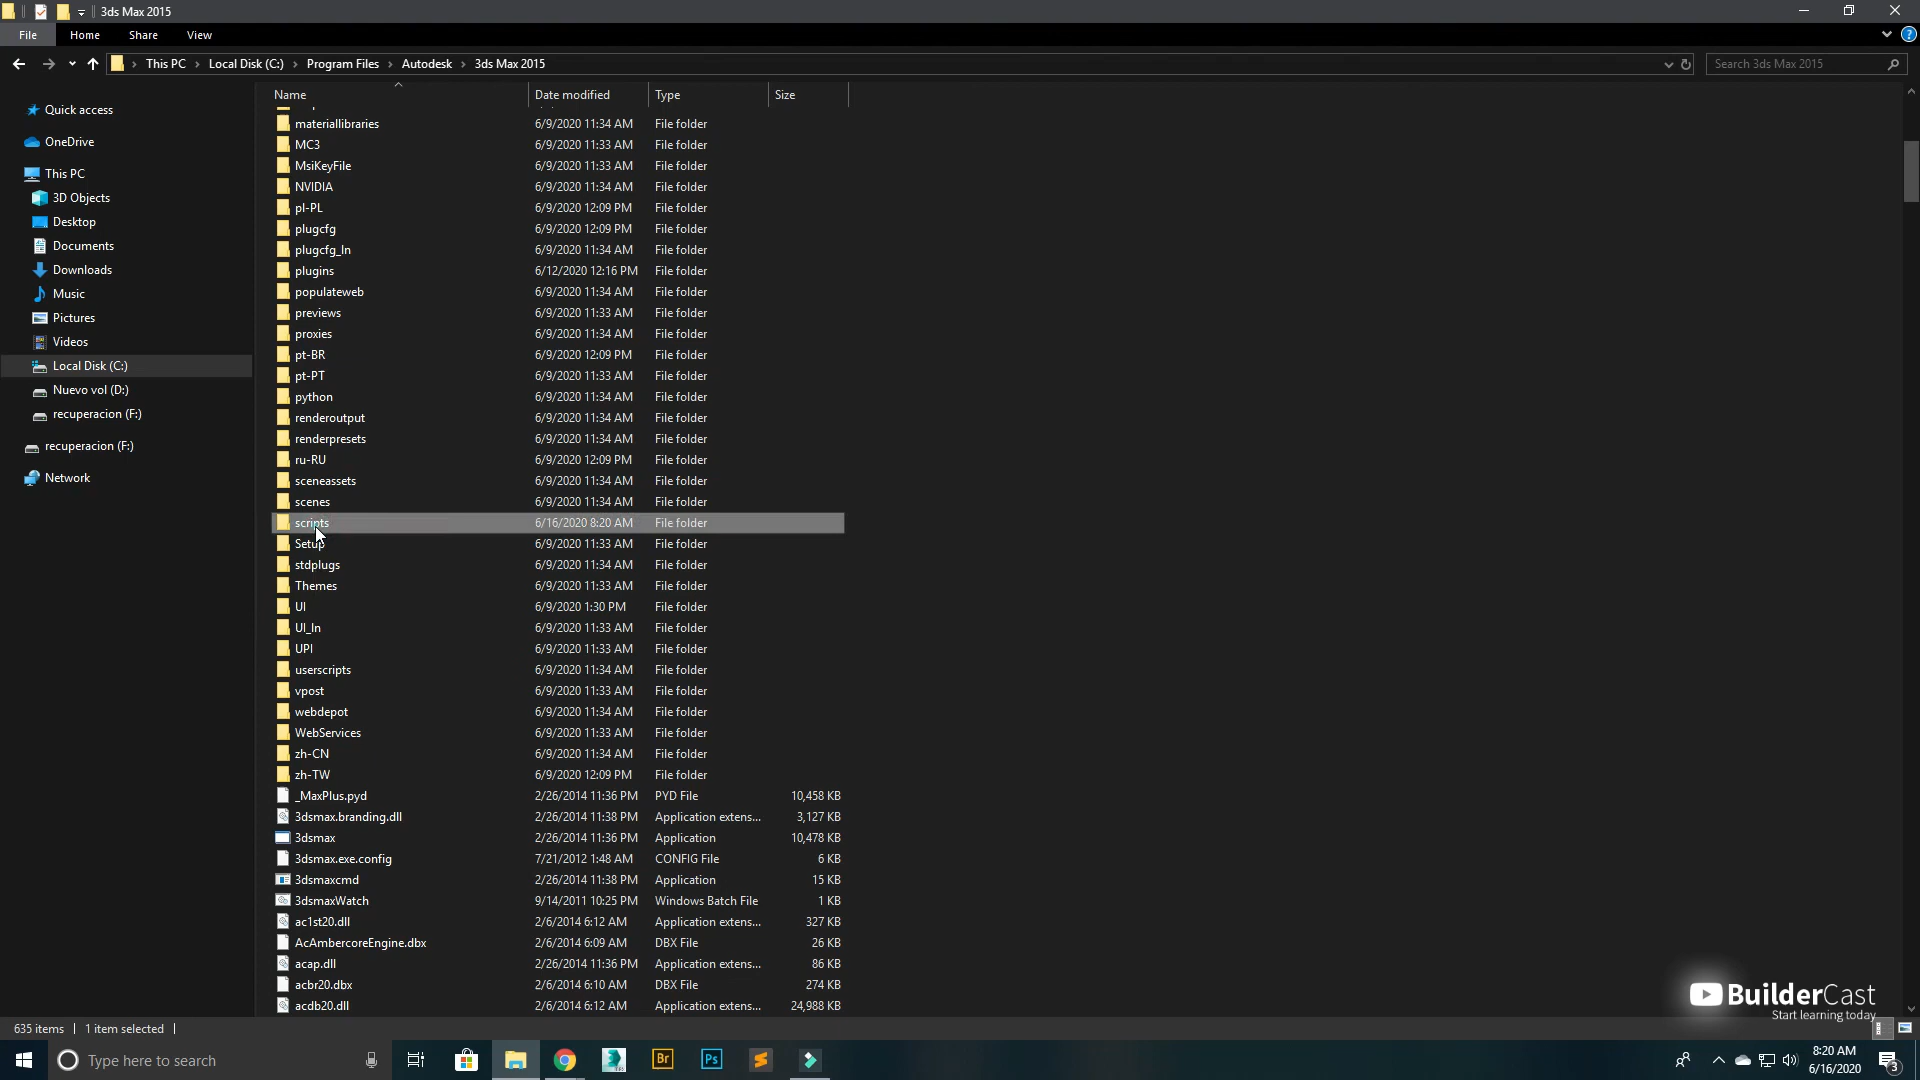 3ds Max 2015
File Home Share View
This PC Local Disk (C:) Program Files Autodesk 3ds Max 2015
Search 3ds Max 2015
Name Date modified Type Size
Quick access
OneDrive
This PC
3D Objects
Desktop
Documents
Downloads
Music
Pictures
Videos
Local Disk (C:)
Nuevo vol (D:)
recuperacion (F:)
recuperacion (F:)
Network
materiallibraries 6/9/2020 11:34 AM File folder
MC3 6/9/2020 11:33 AM File folder
MsiKeyFile 6/9/2020 11:33 AM File folder
NVIDIA 6/9/2020 11:34 AM File folder
pl-PL 6/9/2020 12:09 PM File folder
plugcfg 6/9/2020 12:09 PM File folder
plugcfg_ln 6/9/2020 11:34 AM File folder
plugins 6/12/2020 12:16 PM File folder
populateweb 6/9/2020 11:34 AM File folder
previews 6/9/2020 11:33 AM File folder
proxies 6/9/2020 11:34 AM File folder
pt-BR 6/9/2020 12:09 PM File folder
pt-PT 6/9/2020 11:33 AM File folder
python 6/9/2020 11:34 AM File folder
renderoutput 6/9/2020 11:34 AM File folder
renderpresets 6/9/2020 11:34 AM File folder
ru-RU 6/9/2020 12:09 PM File folder
sceneassets 6/9/2020 11:34 AM File folder
scenes 6/9/2020 11:34 AM File folder
scripts 6/16/2020 8:20 AM File folder
Setup 6/9/2020 11:33 AM File folder
stdplugs 6/9/2020 11:34 AM File folder
Themes 6/9/2020 11:33 AM File folder
UI 6/9/2020 1:30 PM File folder
UI_ln 6/9/2020 11:33 AM File folder
UPI 6/9/2020 11:33 AM File folder
userscripts 6/9/2020 11:34 AM File folder
vpost 6/9/2020 11:33 AM File folder
webdepot 6/9/2020 11:34 AM File folder
WebServices 6/9/2020 11:33 AM File folder
zh-CN 6/9/2020 11:34 AM File folder
zh-TW 6/9/2020 12:09 PM File folder
_MaxPlus.pyd 2/26/2014 11:36 PM PYD File 10,458 KB
3dsmax.branding.dll 2/26/2014 11:38 PM Application extens... 3,127 KB
3dsmax 2/26/2014 11:36 PM Application 10,478 KB
3dsmax.exe.config 7/21/2012 1:48 AM CONFIG File 6 KB
3dsmaxcmd 2/26/2014 11:38 PM Application 15 KB
3dsmaxWatch 9/14/2011 10:25 PM Windows Batch File 1 KB
ac1st20.dll 2/6/2014 6:12 AM Application extens... 327 KB
AcAmbercoreEngine.dbx 2/6/2014 6:09 AM DBX File 26 KB
acap.dll 2/26/2014 11:36 PM Application extens... 86 KB
acbr20.dbx 2/6/2014 6:10 AM DBX File 274 KB
acdb20.dll 2/6/2014 6:12 AM Application extens... 24,988 KB
BuilderCast
Start learning today
635 items 1 item selected
Type here to search
Br Ps
8:20 AM
6/16/2020
3